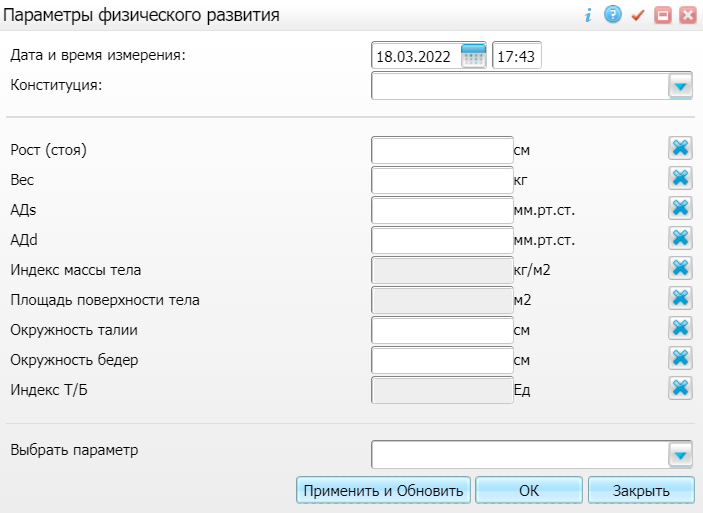 Параметры физического развития
Дата и время измерения: 18.03.2022 17:43
Конституция:
Рост (стоя) см
Вес кг
АДs мм.рт.ст.
АДd мм.рт.ст.
Индекс массы тела кг/м2
Площадь поверхности тела м2
Окружность талии см
Окружность бедер см
Индекс Т/Б Ед
Выбрать параметр
Применить и Обновить ОК Закрыть